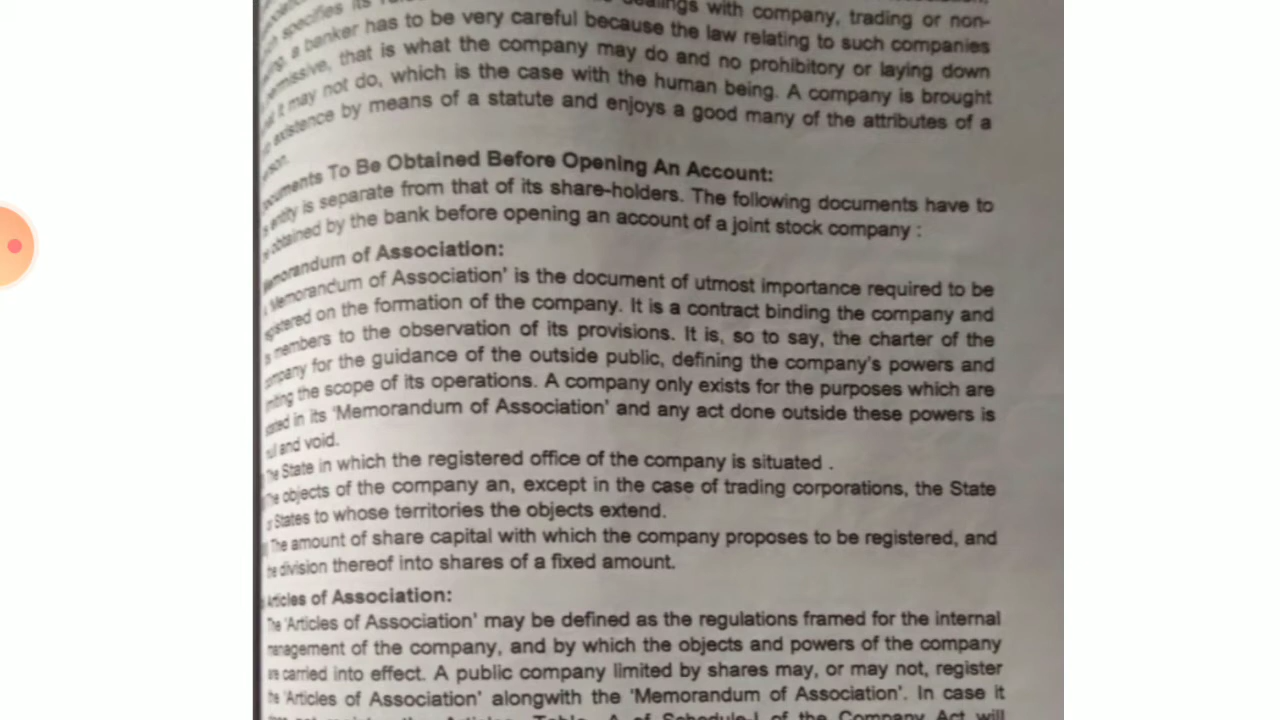 specifies its
dealings with company, trading or non-
a banker has to be very careful because the law relating to such companies
that is what the company may do and no prohibitory or laying down
it may not do, which is the case with the human being. A company is brought
existence by means of a statute and enjoys a good many of the attributes of a
To Be Obtained Before Opening An Account:
entity is separate from that of its share-holders. The following documents have to
obtained by the bank before opening an account of a joint stock company :
of Association:
Memorandum of Association' is the document of utmost importance required to be
on the formation of the company. It is a contract binding the company and
members to the observation of its provisions. It is, so to say, the charter of the
for the guidance of the outside public, defining the company's powers and
the scope of its operations. A company only exists for the purposes which are
in its 'Memorandum of Association' and any act done outside these powers is
and void.
The State in which the registered office of the company is situated .
objects of the company an, except in the case of trading corporations, the State
States to whose territories the objects extend.
The amount of share capital with which the company proposes to be registered, and
division thereof into shares of a fixed amount.
of Association:
The 'Articles of Association' may be defined as the regulations framed for the internal
of the company, and by which the objects and powers of the company
carried into effect. A public company limited by shares may, or may not, register
'Articles of Association' alongwith the 'Memorandum of Association'. In case it
the Articles, Table A of Schedule-I of the Company Act will